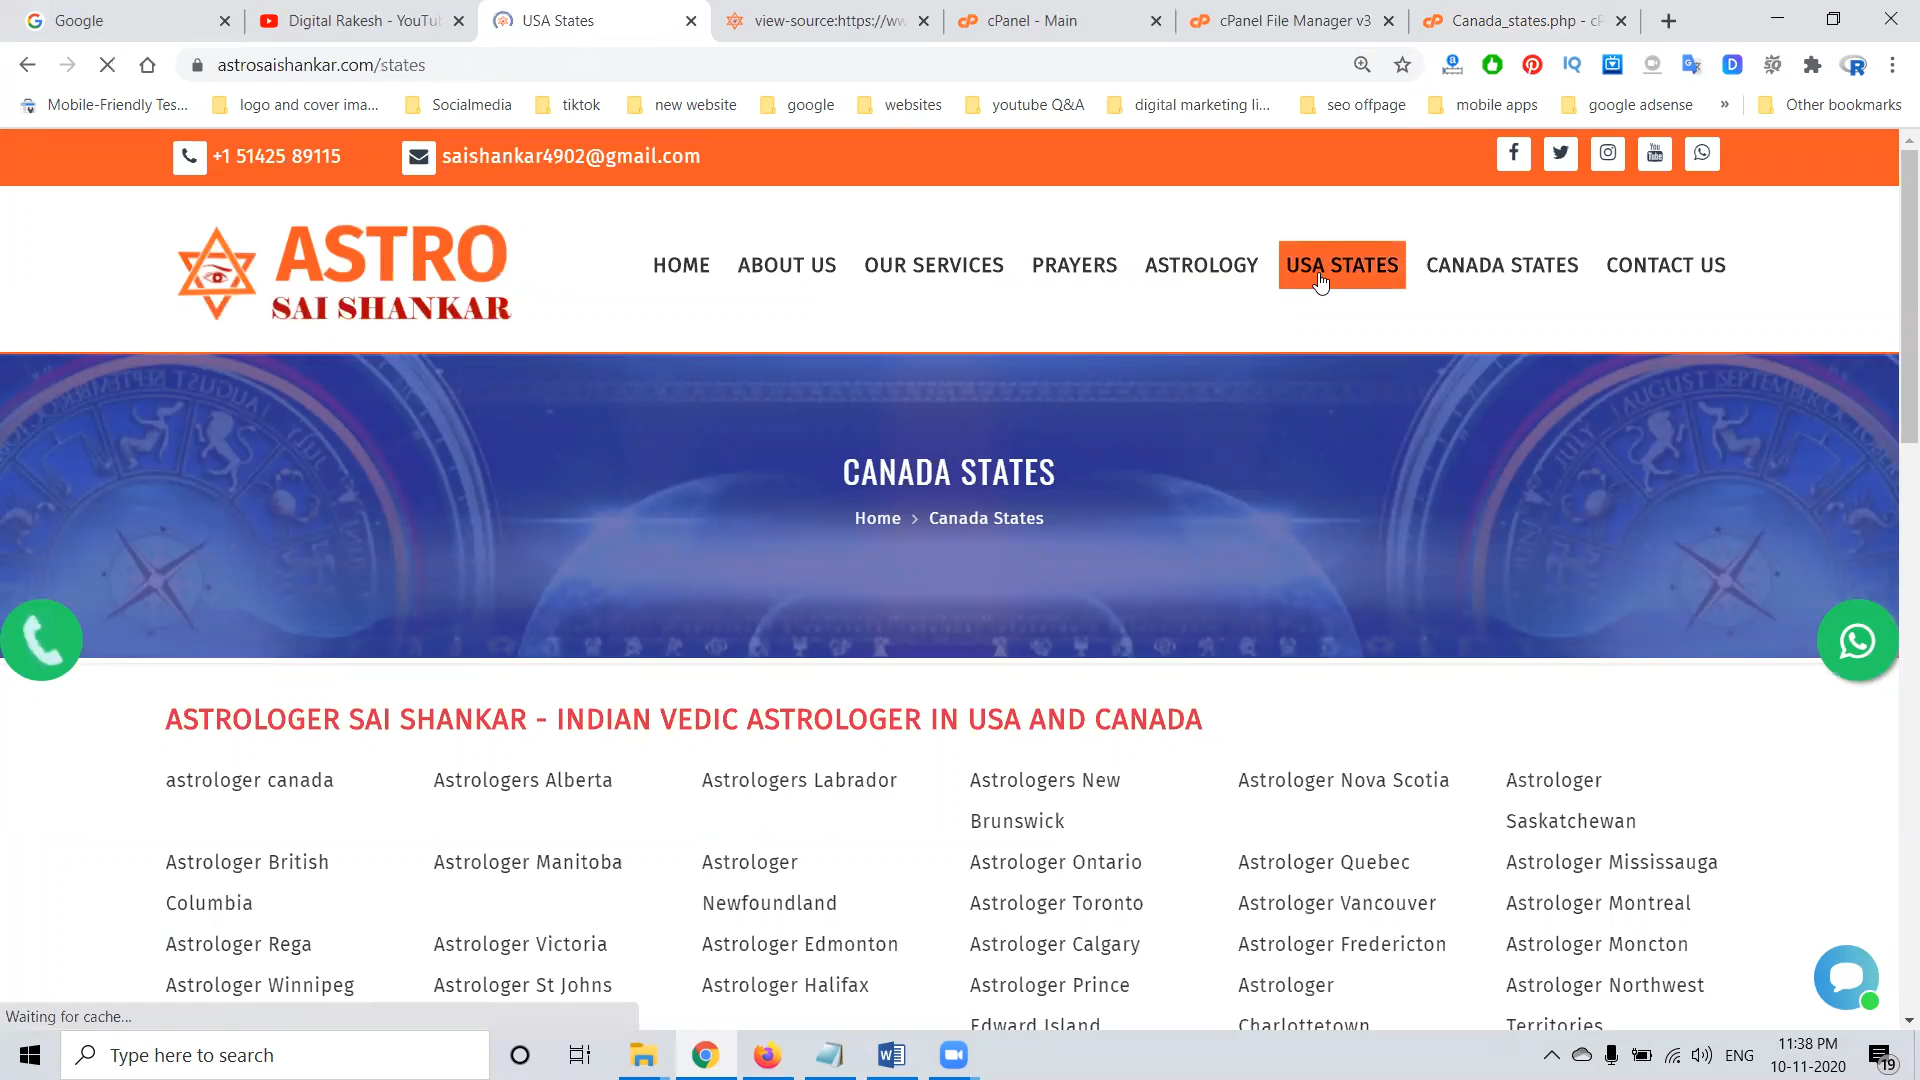 Google
Digital Rakesh - YouTu
USA States
view-source:https://ww
cPanel - Main
cPanel File Manager v3
Canada_states.php - cP
astrosaishankar.com/states
Mobile-Friendly Tes...
logo and cover ima...
Socialmedia
tiktok
new website
google
websites
youtube Q&A
digital marketing li...
seo offpage
mobile apps
google adsense
»
Other bookmarks
+1 51425 89115
saishankar4902@gmail.com
ASTRO
SAI SHANKAR
HOME ABOUT US OUR SERVICES PRAYERS ASTROLOGY USA STATES CANADA STATES CONTACT US
CANADA STATES
Home > Canada States
ASTROLOGER SAI SHANKAR - INDIAN VEDIC ASTROLOGER IN USA AND CANADA
astrologer canada Astrologers Alberta Astrologers Labrador Astrologers New Astrologer Nova Scotia Astrologer
Brunswick Saskatchewan
Astrologer British Astrologer Manitoba Astrologer Astrologer Ontario Astrologer Quebec Astrologer Mississauga
Columbia Newfoundland Astrologer Toronto Astrologer Vancouver Astrologer Montreal
Astrologer Rega Astrologer Victoria Astrologer Edmonton Astrologer Calgary Astrologer Fredericton Astrologer Moncton
Astrologer Winnipeg Astrologer St Johns Astrologer Halifax Astrologer Prince Astrologer Astrologer Northwest
Edward Island Charlottetown Territories
Waiting for cache...
Type here to search
ENG
11:38 PM
10-11-2020
19